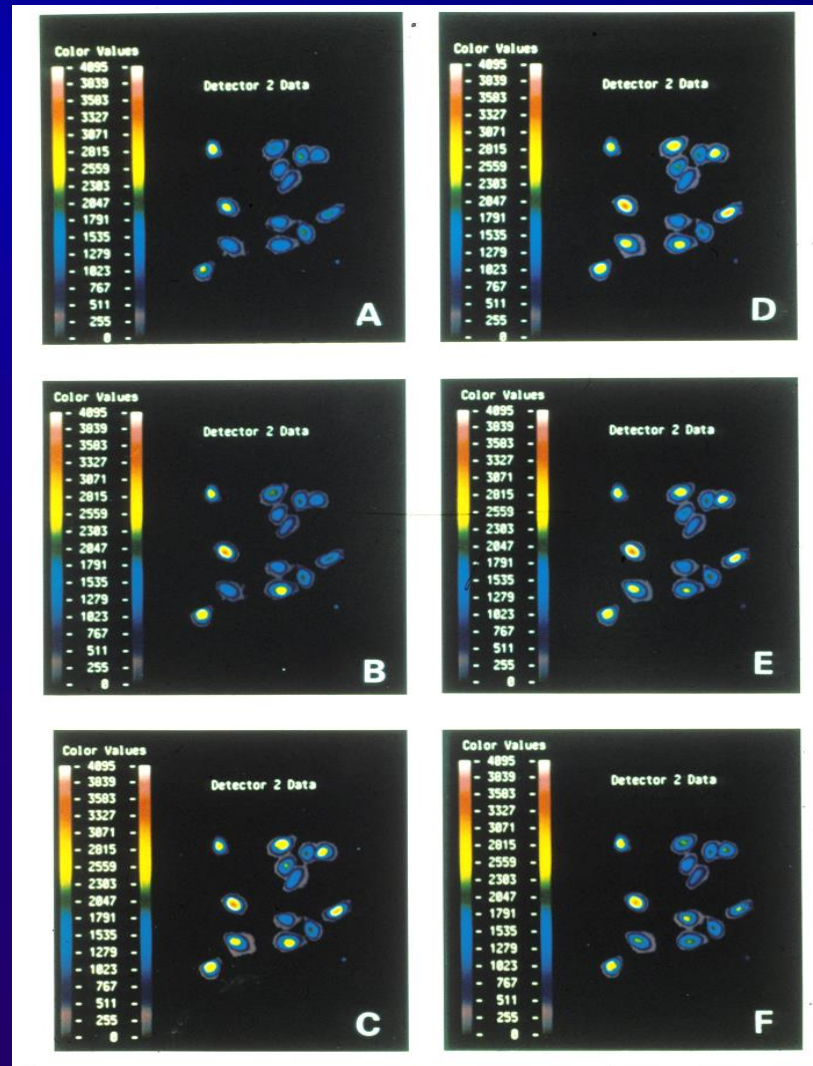 Color Values
- 4095 -
- 3839 -
- 3583 -
- 3327 -
- 3071 -
- 2815 -
- 2559 -
- 2303 -
- 2047 -
- 1791 -
- 1535 -
- 1279 -
- 1023 -
- 767 -
- 511 -
- 255 -
- 0 -
Detector 2 Data
A
Color Values
- 4095 -
- 3839 -
- 3583 -
- 3327 -
- 3071 -
- 2815 -
- 2559 -
- 2303 -
- 2047 -
- 1791 -
- 1535 -
- 1279 -
- 1023 -
- 767 -
- 511 -
- 255 -
- 0 -
Detector 2 Data
B
Color Values
- 4095 -
- 3839 -
- 3583 -
- 3327 -
- 3071 -
- 2815 -
- 2559 -
- 2303 -
- 2047 -
- 1791 -
- 1535 -
- 1279 -
- 1023 -
- 767 -
- 511 -
- 255 -
- 0 -
Detector 2 Data
C
Color Values
- 4095 -
- 3839 -
- 3583 -
- 3327 -
- 3071 -
- 2815 -
- 2559 -
- 2303 -
- 2047 -
- 1791 -
- 1535 -
- 1279 -
- 1023 -
- 767 -
- 511 -
- 255 -
- 0 -
Detector 2 Data
D
Color Values
- 4095 -
- 3839 -
- 3583 -
- 3327 -
- 3071 -
- 2815 -
- 2559 -
- 2303 -
- 2047 -
- 1791 -
- 1535 -
- 1279 -
- 1023 -
- 767 -
- 511 -
- 255 -
- 0 -
Detector 2 Data
E
Color Values
- 4095 -
- 3839 -
- 3583 -
- 3327 -
- 3071 -
- 2815 -
- 2559 -
- 2303 -
- 2047 -
- 1791 -
- 1535 -
- 1279 -
- 1023 -
- 767 -
- 511 -
- 255 -
- 0 -
Detector 2 Data
F